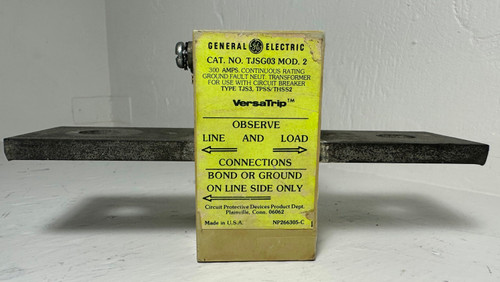 GENERAL GE ELECTRIC
CAT. NO. TJSG03 MOD. 2
300 AMPS. CONTINUOUS RATING
GROUND FAULT NEUT. TRANSFORMER
FOR USE WITH CIRCUIT BREAKER
TYPE TJS3, TPSS/THSS2
VersaTrip™
OBSERVE
LINE AND LOAD
CONNECTIONS
BOND OR GROUND
ON LINE SIDE ONLY
Circuit Protective Devices Product Dept.
Plainville, Conn. 06062
Made in U.S.A. NP266305-C